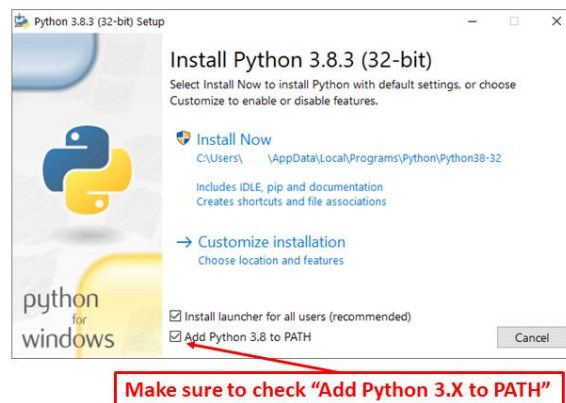 Python 3.8.3 (32-bit) Setup
Install Python 3.8.3 (32-bit)
Select Install Now to install Python with default settings, or choose
Customize to enable or disable features.
Install Now
C:\Users\ \AppData\Local\Programs\Python\Python38-32
Includes IDLE, pip and documentation
Creates shortcuts and file associations
→ Customize installation
Choose location and features
python
for
windows
Install launcher for all users (recommended)
Add Python 3.8 to PATH
Cancel
Make sure to check “Add Python 3.X to PATH”